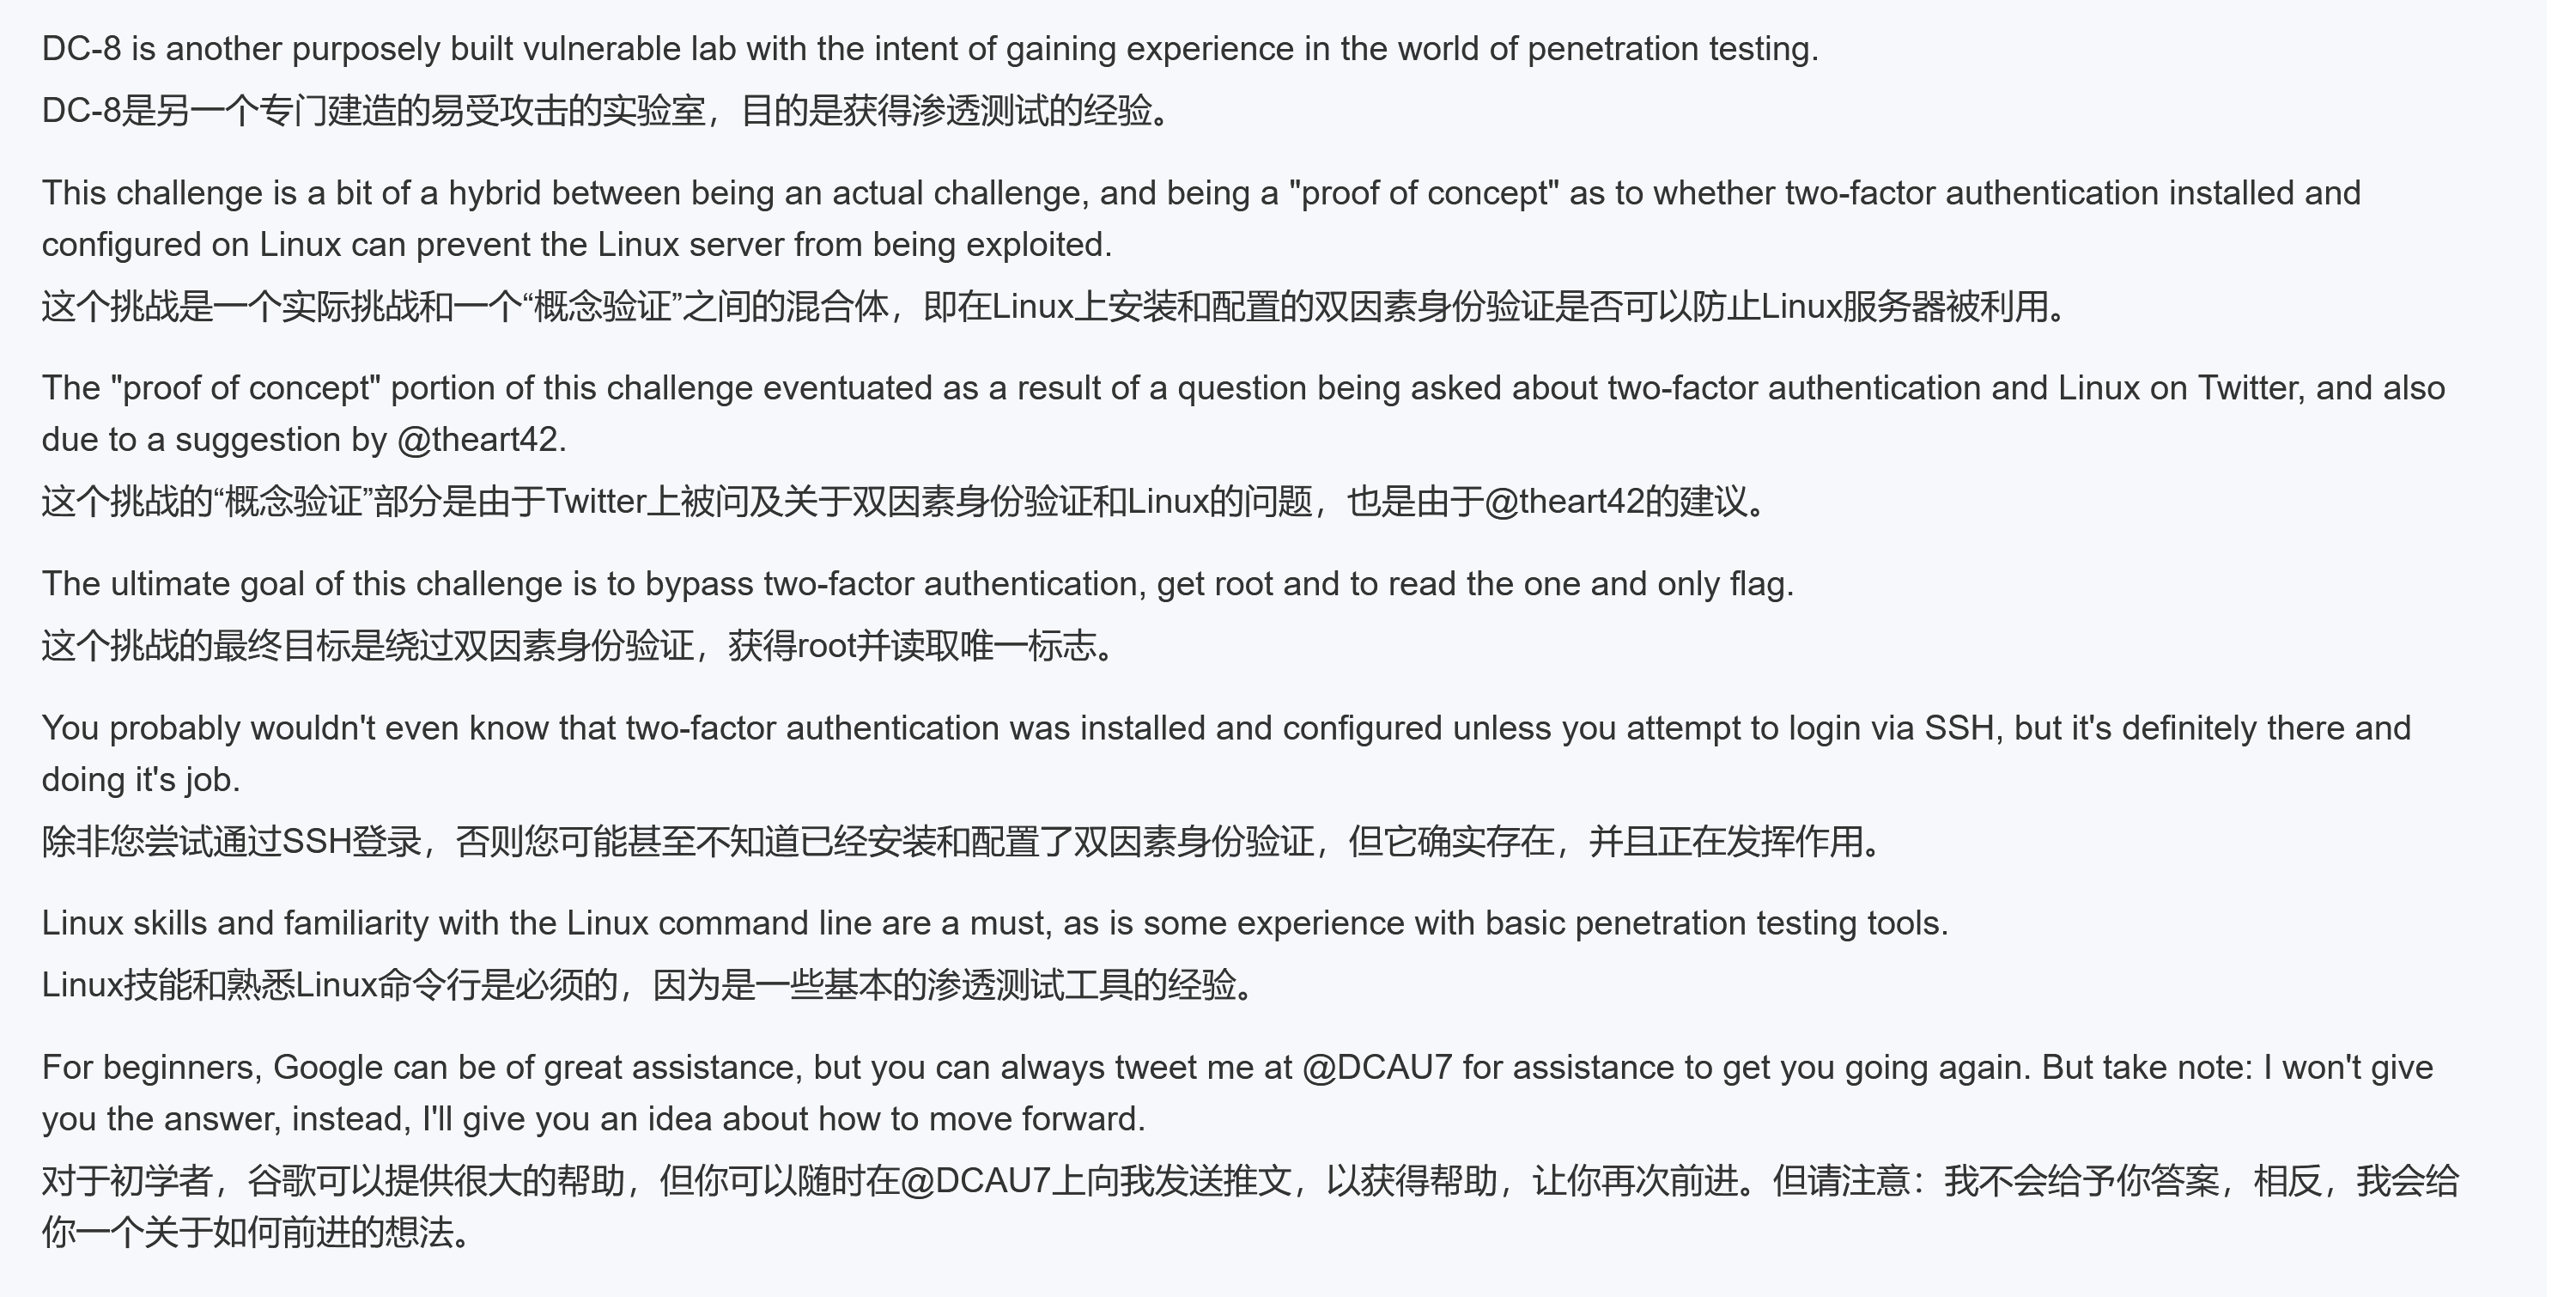 DC-8 is another purposely built vulnerable lab with the intent of gaining experience in the world of penetration testing.
DC-8是另一个专门建造的易受攻击的实验室，目的是获得渗透测试的经验。
This challenge is a bit of a hybrid between being an actual challenge, and being a "proof of concept" as to whether two-factor authentication installed and
configured on Linux can prevent the Linux server from being exploited.
这个挑战是一个实际挑战和一个“概念验证”之间的混合体，即在Linux上安装和配置的双因素身份验证是否可以防止Linux服务器被利用。
The "proof of concept" portion of this challenge eventuated as a result of a question being asked about two-factor authentication and Linux on Twitter, and also
due to a suggestion by @theart42.
这个挑战的“概念验证”部分是由于Twitter上被问及关于双因素身份验证和Linux的问题，也是由于@theart42的建议。
The ultimate goal of this challenge is to bypass two-factor authentication, get root and to read the one and only flag.
这个挑战的最终目标是绕过双因素身份验证，获得root并读取唯一标志。
You probably wouldn't even know that two-factor authentication was installed and configured unless you attempt to login via SSH, but it's definitely there and
doing it's job.
除非您尝试通过SSH登录，否则您可能甚至不知道已经安装和配置了双因素身份验证，但它确实存在，并且正在发挥作用。
Linux skills and familiarity with the Linux command line are a must, as is some experience with basic penetration testing tools.
Linux技能和熟悉Linux命令行是必须的，因为是一些基本的渗透测试工具的经验。
For beginners, Google can be of great assistance, but you can always tweet me at @DCAU7 for assistance to get you going again. But take note: I won't give
you the answer, instead, I'll give you an idea about how to move forward.
对于初学者，谷歌可以提供很大的帮助，但你可以随时在@DCAU7上向我发送推文，以获得帮助，让你再次前进。但请注意：我不会给予你答案，相反，我会给
你一个关于如何前进的想法。